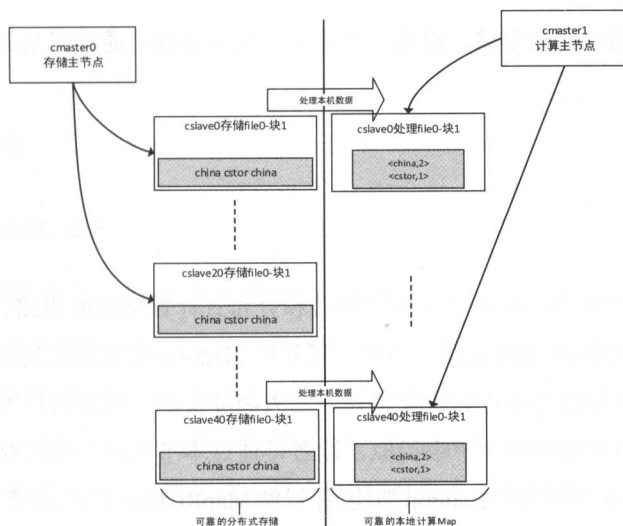 cmaster0
存储主节点
cmaster1
计算主节点
处理本机数据
cslave0存储file0-块1
china cstor china
cslave0处理file0-块1
<china,2>
<cstor,1>
cslave20存储file0-块1
china cstor china
处理本机数据
cslave40存储file0-块1
china cstor china
cslave40处理file0-块1
<china,2>
<cstor,1>
可靠的分布式存储
可靠的本地计算Map